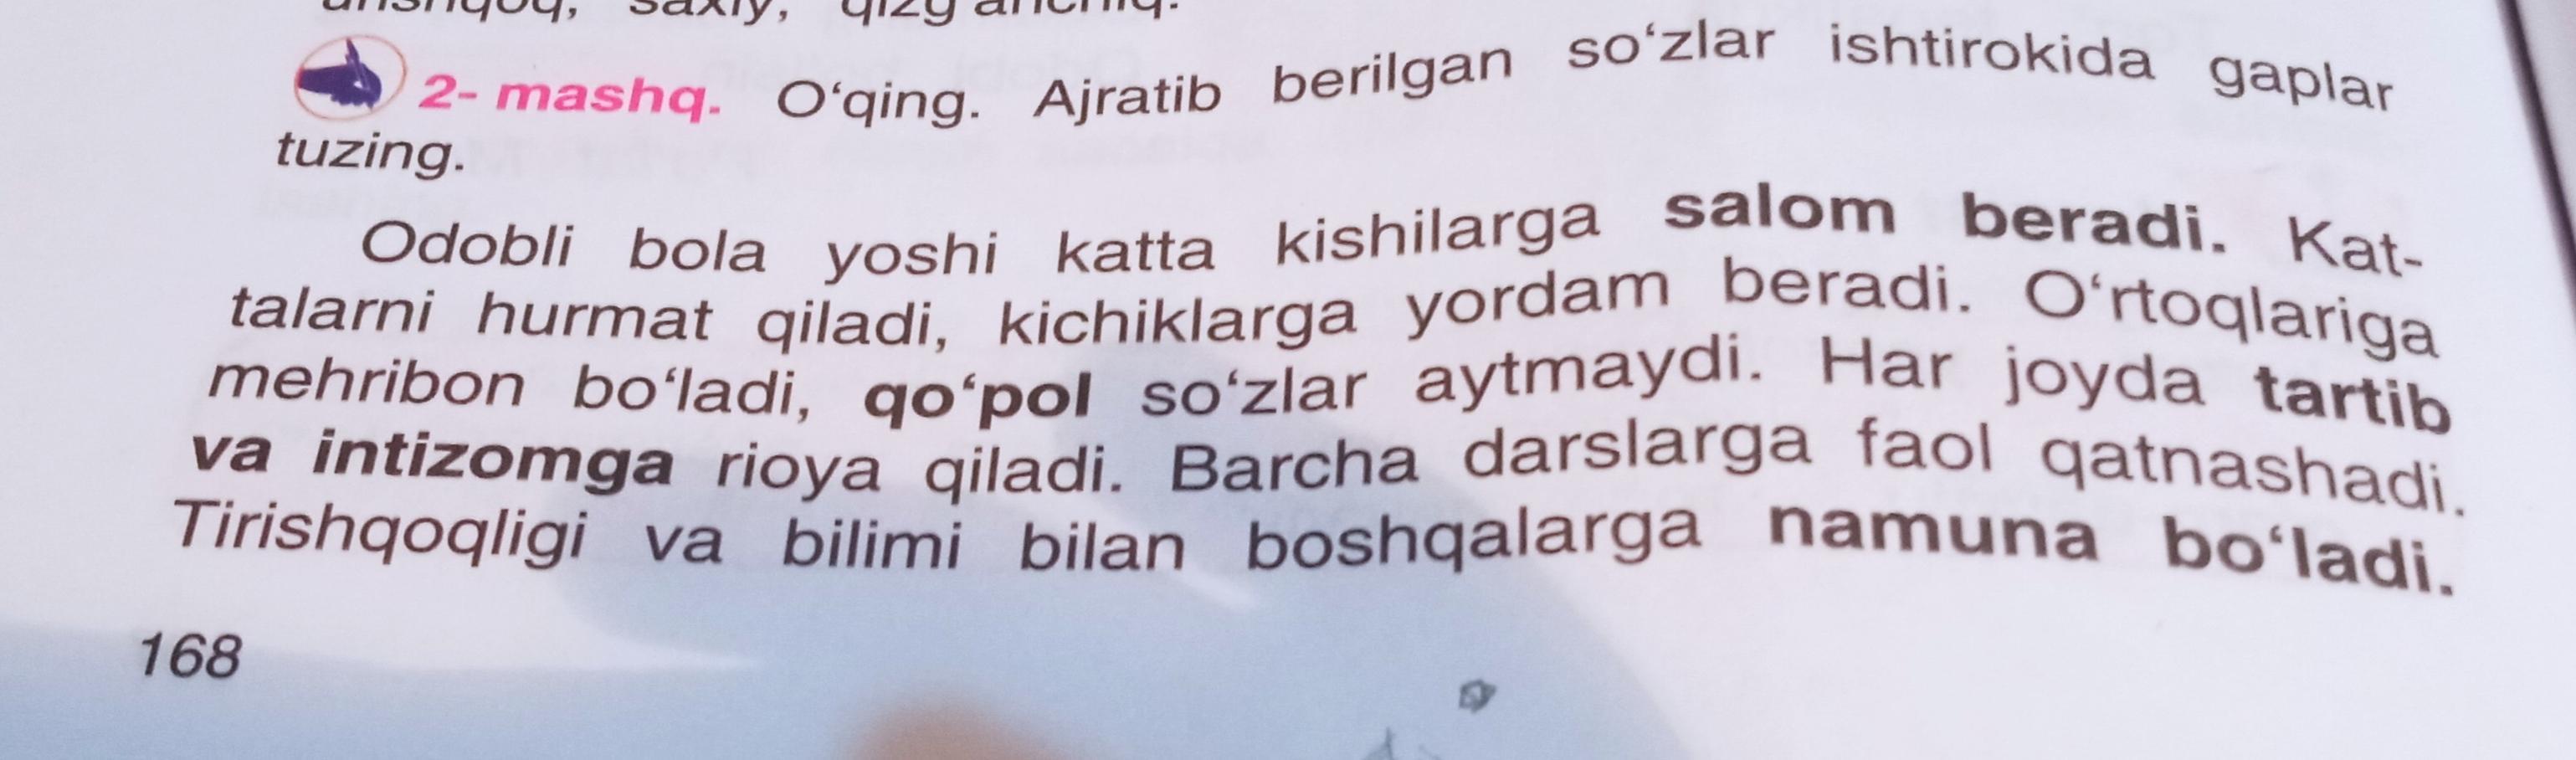 saxiy,
2- mashq. O‘qing. Ajratib berilgan so‘zlar ishtirokida gaplar
tuzing.
Odobli bola yoshi katta kishilarga salom beradi. Kat-
talarni hurmat qiladi, kichiklarga yordam beradi. O‘rtoqlariga
mehribon bo‘ladi, qo‘pol so‘zlar aytmaydi. Har joyda tartib
va intizomga rioya qiladi. Barcha darslarga faol qatnashadi.
Tirishqoqligi va bilimi bilan boshqalarga namuna bo‘ladi.
168